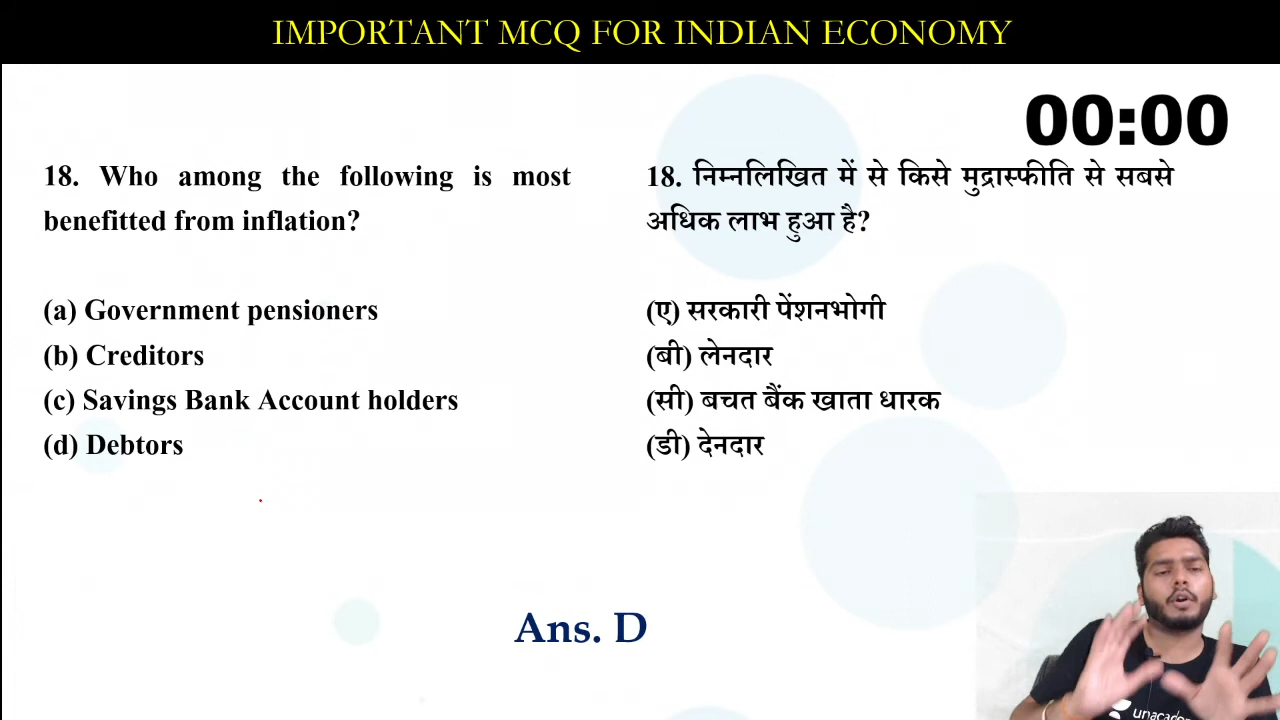 IMPORTANT MCQ FOR INDIAN ECONOMY
00:00
18. Who among the following is most
benefitted from inflation?
(a) Government pensioners
(b) Creditors
(c) Savings Bank Account holders
(d) Debtors
18. निम्नलिखित में से किसे मुद्रास्फीति से सबसे
अधिक लाभ हुआ है?
(ए) सरकारी पेंशनभोगी
(बी) लेनदार
(सी) बचत बैंक खाता धारक
(डी) देनदार
Ans. D